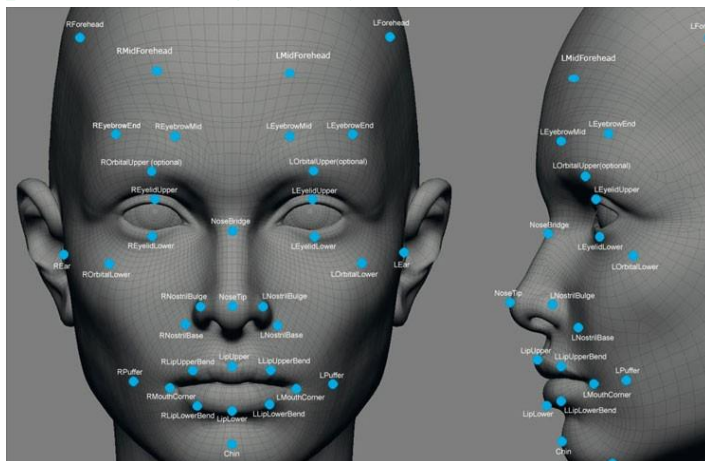 RForehead
LForehead
RMidForehead
LMidForehead
REyebrowEnd
REyebrowMid
LEyebrowMid
LEyebrowEnd
ROrbitalUpper (optional)
LOrbitalUpper(optional)
REyelidUpper
LEyelidUpper
NoseBridge
REyelidLower
LEyelidLower
REar
ROrbitalLower
LOrbitalLower
LEar
RNostrilBulge
NoseTip
LNostrilBulge
RNostrilBase
LNostrilBase
RLipUpperBend
LipUpper
LLipUpperBend
RPuffer
LPuffer
RMouthCorner
LMouthCorner
RLipLowerBend
LipLower
LLipLowerBend
Chin
LFor
LMidForehead
LEyebrowEnd
LEyebrowMid
LOrbitalUpper(optional)
LEyelidUpper
NoseBridge
LEyelidLower
LOrbitalLower
NoseTip
LNostrilBulge
LNostrilBase
LipUpper
LLipUpperBend
LPuffer
LMouthCorner
LipLower
LLipLowerBend
Chin